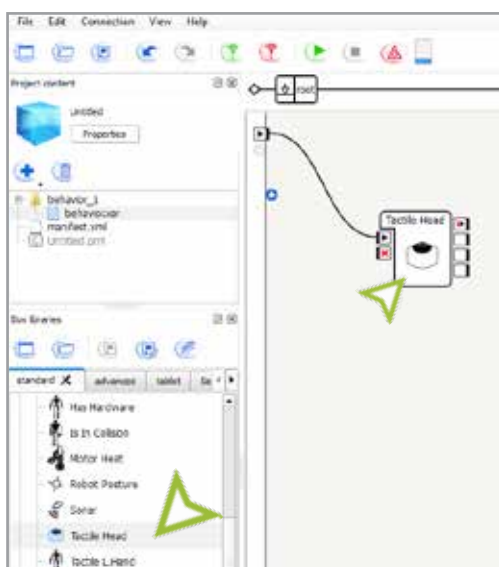 File Edit Connection View Help
Project content
root
Untitled
Properties
behavior_1
behavior.xar
manifest.xml
Untitled.pml
Tactile Head
Box libraries
standard advanced tablet
Has Hardware
Is In Collision
Motor Heat
Robot Posture
Sonar
Tactile Head
Tactile L.Hand